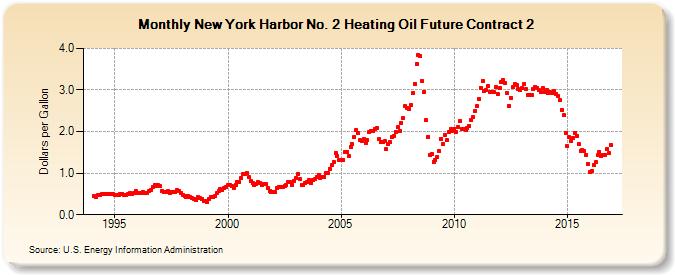 Monthly New York Harbor No. 2 Heating Oil Future Contract 2
Dollars per Gallon
4.0
3.0
2.0
1.0
0.0
1995 2000 2005 2010 2015
Source: U.S. Energy Information Administration